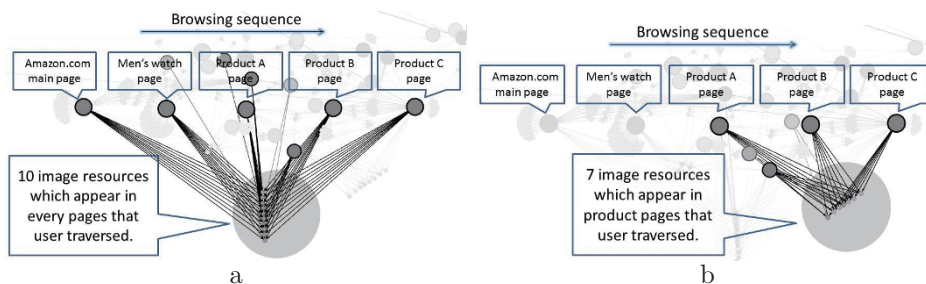 Browsing sequence
Amazon.com
main page
Men's watch
page
Product A
page
Product B
page
Product C
page
10 image resources
which appear in
every pages that
user traversed.
a
Browsing sequence
Amazon.com
main page
Men's watch
page
Product A
page
Product B
page
Product C
page
7 image resources
which appear in
product pages that
user traversed.
b